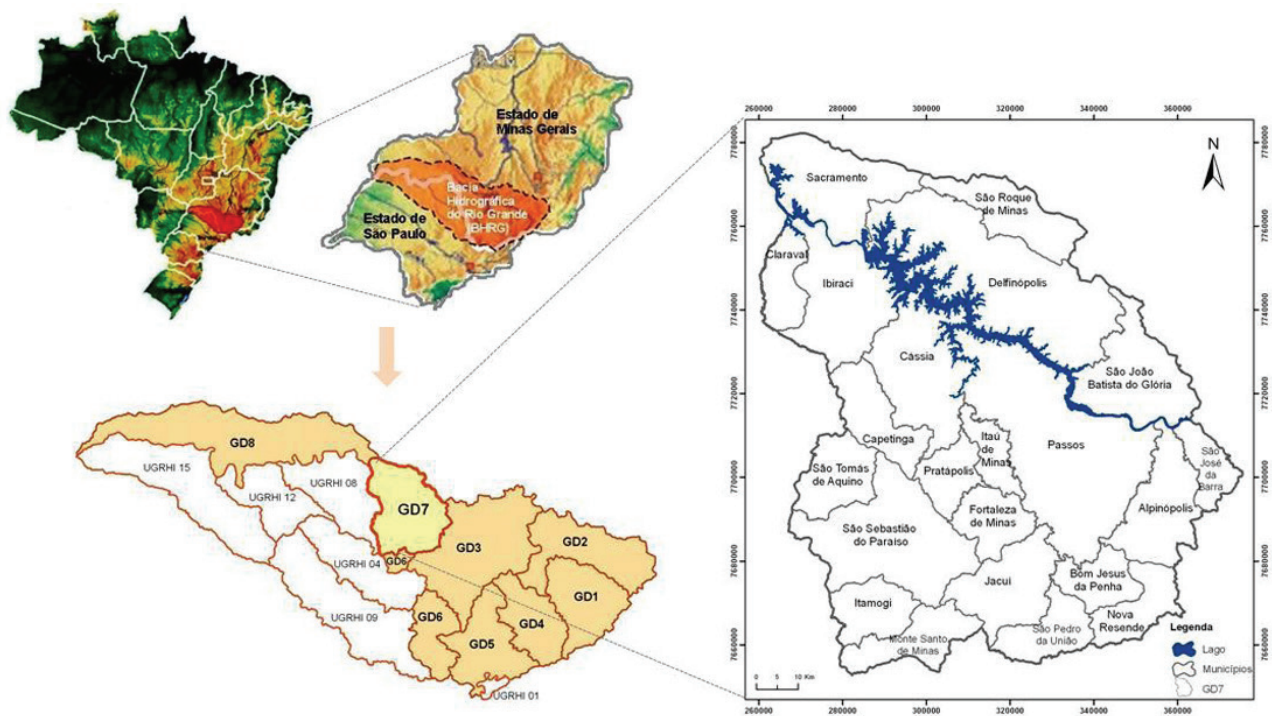 Estado de
Minas Gerais
Bacia
Hidrográfica
do Rio Grande
(BHRG)
Estado de
São Paulo
GD8
UGRHI 15
UGRHI 12
UGRHI 08
GD7
GD6
UGRHI 04
GD3
GD2
UGRHI 09
GD1
GD6
GD4
GD5
UGRHI 01
260000
280000
300000
320000
340000
360000
7780000
7760000
7740000
7720000
7700000
7680000
7660000
N
Sacramento
São Roque
de Minas
Claraval
Ibiraci
Delfinópolis
Cássia
São João
Batista do Glória
Capetinga
Itaú
de
Minas
Passos
São Tomás
de Aquino
Pratápolis
São José
da
Barra
Fortaleza
de Minas
Alpinópolis
São Sebastião
do Paraíso
Jacuí
Bom Jesus
da Penha
Itamogi
Monte Santo
de Minas
São Pedro
da União
Nova
Resende
Legenda
Lago
Municípios
GD7
0 5 10 Km
260000
280000
300000
320000
340000
360000